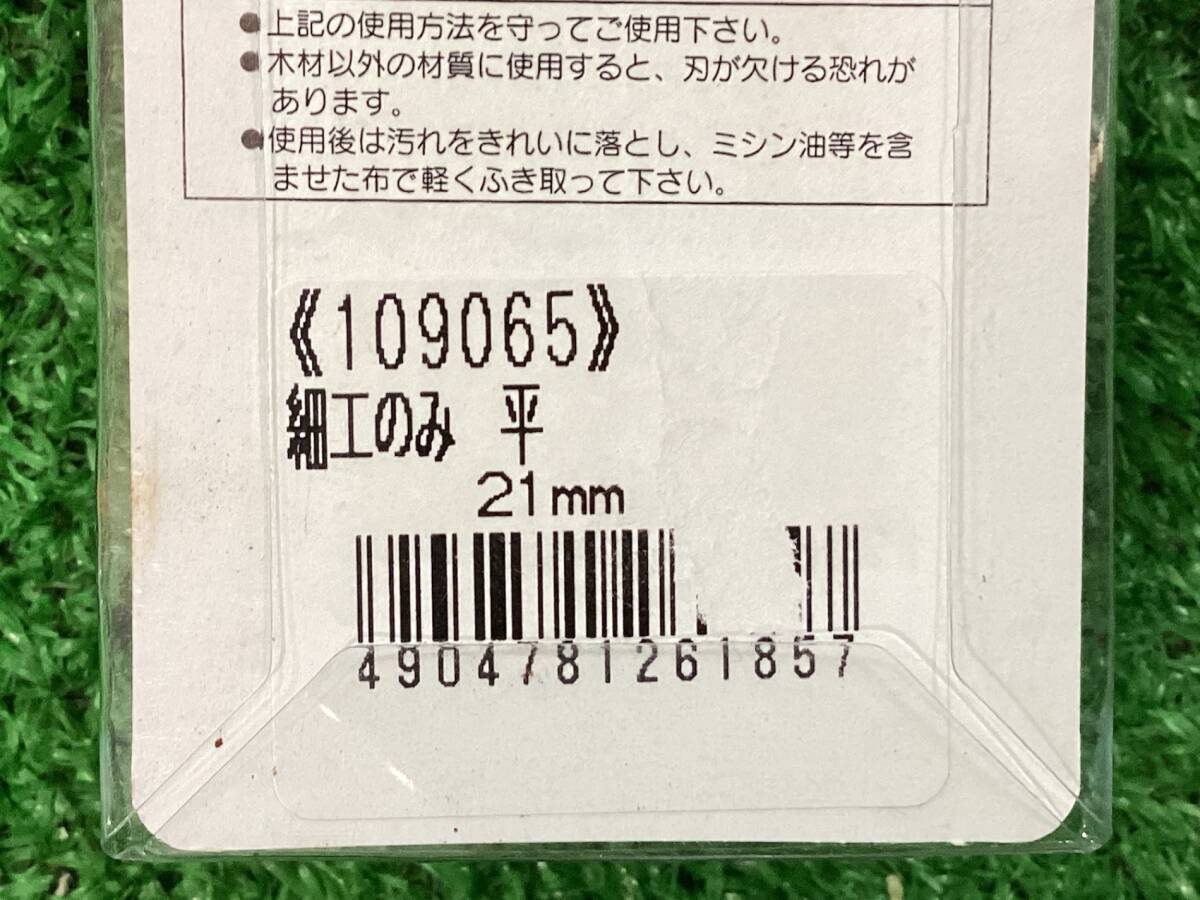 ●上記の使用方法を守ってご使用下さい。
●木材以外の材質に使用すると、刃が欠ける恐れが
あります。
●使用後は汚れをきれいに落とし、ミシン油等を含
ませた布で軽くふき取って下さい。
《109065》
細工のみ 平
21mm
4904781261857